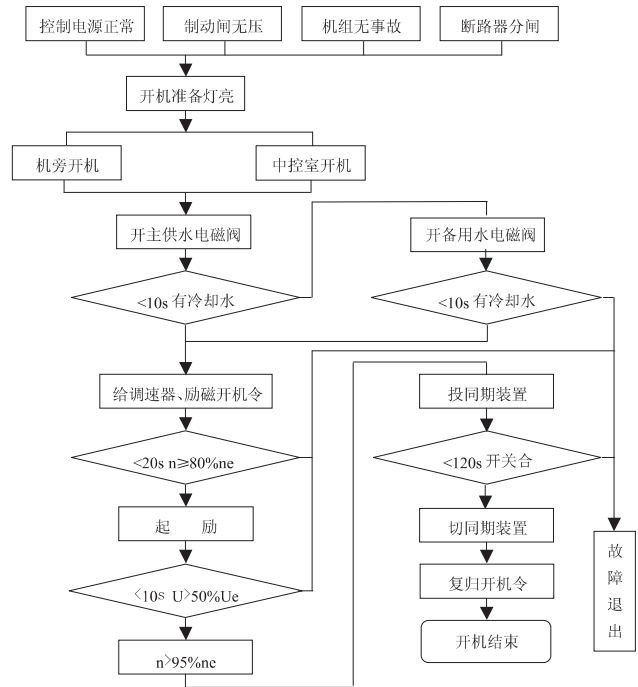 控制电源正常
制动闸无压
机组无事故
断路器分闸
开机准备灯亮
机旁开机
中控室开机
开主供水电磁阀
开备用水电磁阀
<10s 有冷却水
<10s 有冷却水
给调速器、励磁开机令
投同期装置
<20s n≥80%ne
<120s 开关合
起 励
切同期装置
<10s U>50%Ue
复归开机令
n>95%ne
开机结束
故
障
退
出